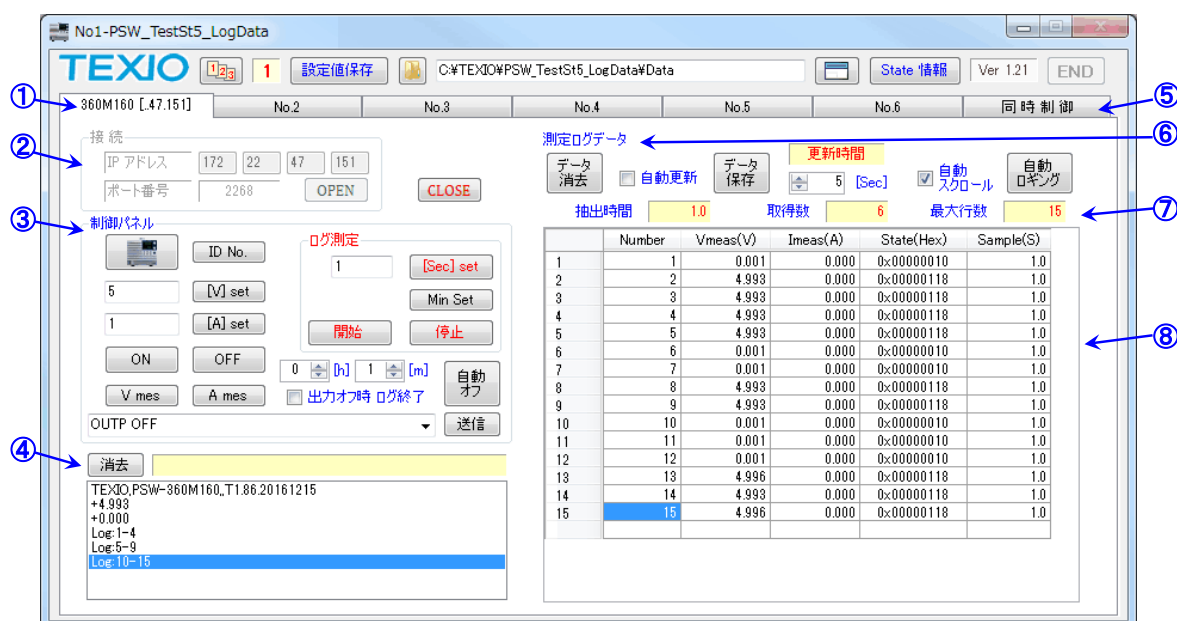 No1-PSW_TestSt5_LogData
TEXIO 123 1 設定値保存 C:¥TEXIO¥PSW_TestSt5_LogData¥Data State 情報 Ver 1.21 END
① 360M160 [..47.151] No.2 No.3 No.4 No.5 No.6 同時制御 ⑤
接続
② IP アドレス 172 22 47 151
ポート番号 2268 OPEN CLOSE
③ 制御パネル
ID No.
5 [V] set
1 [A] set
ON OFF
V mes A mes
ログ測定
1 [Sec] set
Min Set
開始 停止
0 [h] 1 [m] 自動オフ
出力オフ時 ログ終了
OUTP OFF 送信
④ 消去
TEXIO,PSW-360M160,,T1.86.20161215
+4.993
+0.000
Log:1-4
Log:5-9
Log:10-15
測定ログデータ ⑥
データ消去 自動更新 データ保存 更新時間 5 [Sec] 自動スクロール 自動ロギング
抽出時間 1.0 取得数 6 最大行数 15 ⑦
Number Vmeas(V) Imeas(A) State(Hex) Sample(S)
1 1 0.001 0.000 0x00000010 1.0
2 2 4.993 0.000 0x00000118 1.0
3 3 4.993 0.000 0x00000118 1.0
4 4 4.993 0.000 0x00000118 1.0
5 5 4.993 0.000 0x00000118 1.0
6 6 0.001 0.000 0x00000010 1.0
7 7 0.001 0.000 0x00000010 1.0
8 8 4.993 0.000 0x00000118 1.0
9 9 4.993 0.000 0x00000118 1.0
10 10 0.001 0.000 0x00000010 1.0
11 11 0.001 0.000 0x00000010 1.0
12 12 0.001 0.000 0x00000010 1.0
13 13 4.996 0.000 0x00000118 1.0
14 14 4.993 0.000 0x00000118 1.0
15 15 4.996 0.000 0x00000118 1.0
⑧